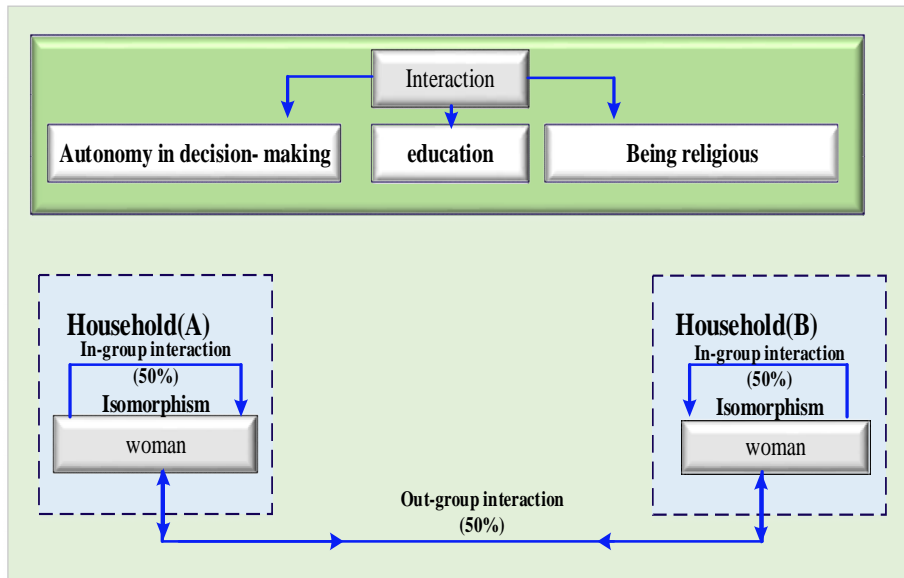 Interaction
Autonomy in decision- making
education
Being religious
Household(A)
In-group interaction
(50%)
Isomorphism
woman
Household(B)
In-group interaction
(50%)
Isomorphism
woman
Out-group interaction
(50%)